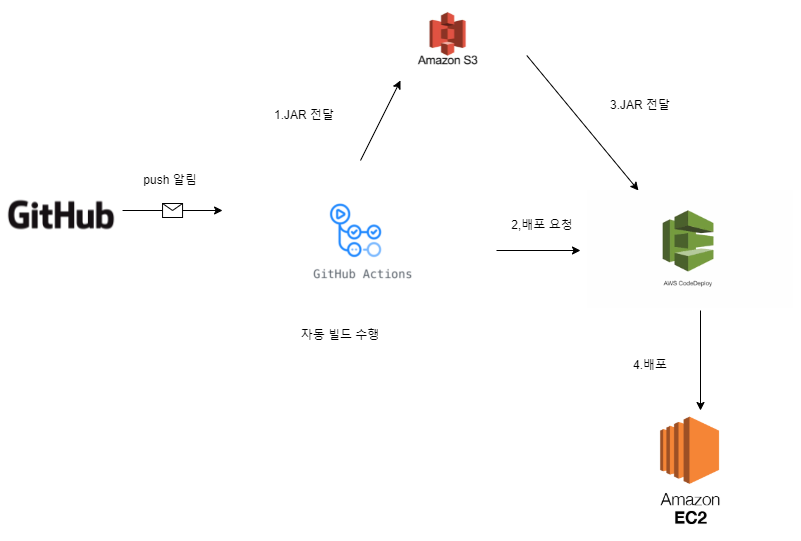 Amazon S3
1.JAR 전달
3.JAR 전달
push 알림
GitHub
2,배포 요청
GitHub Actions
AWS CodeDeploy
자동 빌드 수행
4.배포
Amazon
EC2